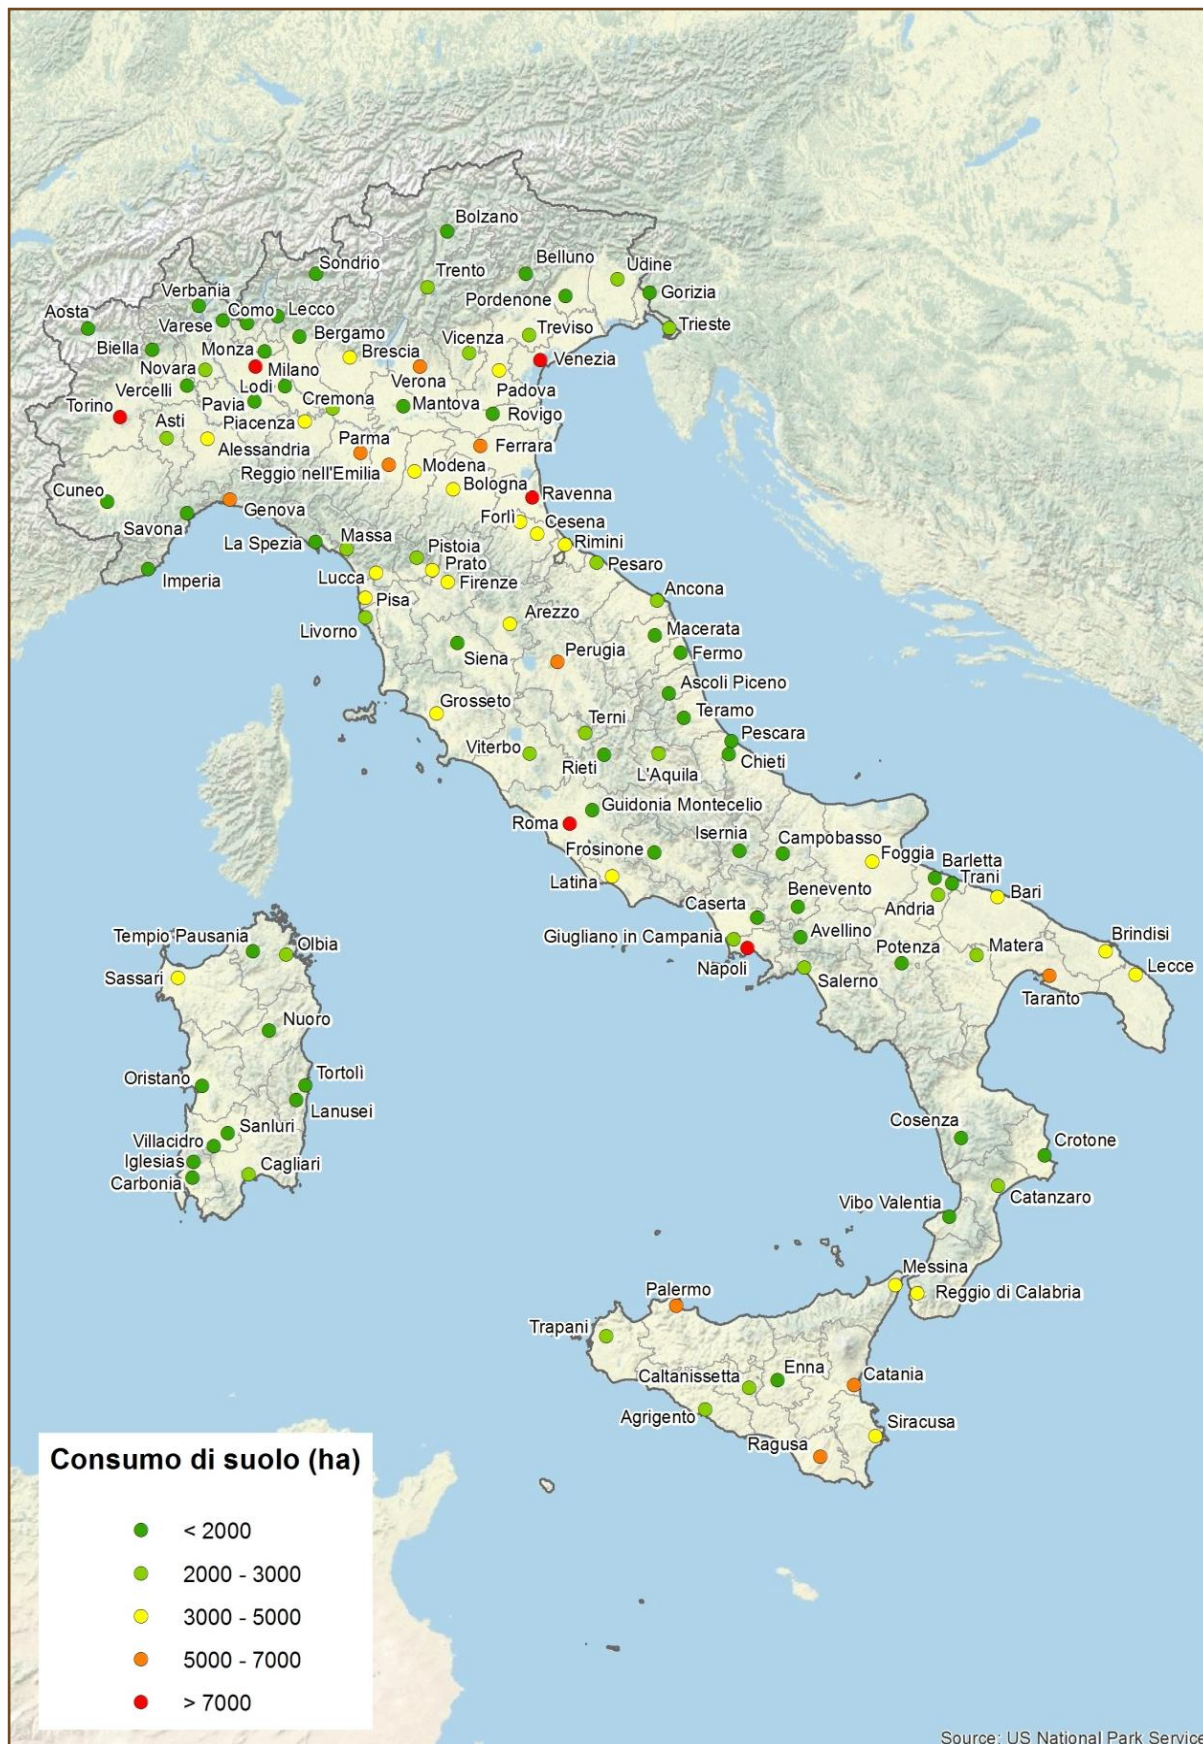 Bolzano
Sondrio
Belluno
Udine
Trento
Verbania
Pordenone
Gorizia
Aosta
Como
Lecco
Varese
Trieste
Bergamo
Vicenza
Treviso
Biella
Monza
Brescia
Venezia
Novara
Milano
Verona
Padova
Vercelli
Lodi
Torino
Pavia
Cremona
Mantova
Rovigo
Asti
Piacenza
Parma
Ferrara
Alessandria
Reggio nell'Emilia
Modena
Bologna
Cuneo
Ravenna
Genova
Savona
Forlì
Cesena
La Spezia
Massa
Rimini
Pistoia
Prato
Pesaro
Imperia
Lucca
Firenze
Pisa
Ancona
Livorno
Arezzo
Macerata
Siena
Perugia
Fermo
Ascoli Piceno
Grosseto
Teramo
Terni
Pescara
Viterbo
Rieti
L'Aquila
Chieti
Guidonia Montecelio
Roma
Isernia
Campobasso
Frosinone
Foggia
Barletta
Trani
Latina
Benevento
Bari
Caserta
Andria
Tempio Pausania
Olbia
Giugliano in Campania
Avellino
Potenza
Matera
Brindisi
Napoli
Lecce
Sassari
Salerno
Taranto
Nuoro
Oristano
Tortolì
Lanusei
Sanluri
Cosenza
Villacidro
Crotone
Iglesias
Cagliari
Carbonia
Catanzaro
Vibo Valentia
Messina
Palermo
Reggio di Calabria
Trapani
Enna
Caltanissetta
Catania
Agrigento
Siracusa
Ragusa
Consumo di suolo (ha)
< 2000
2000 - 3000
3000 - 5000
5000 - 7000
> 7000
Source: US National Park Service